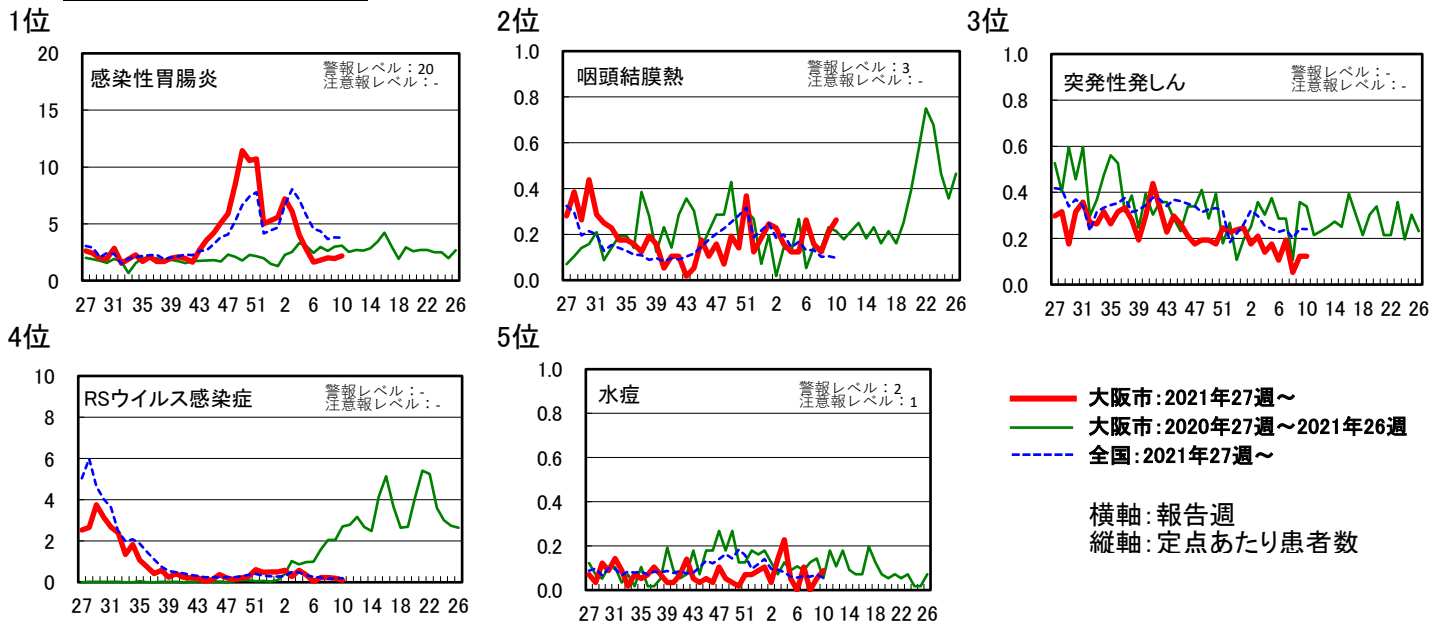 1位
20
15
10
5
0
感染性胃腸炎
警報レベル：20
注意報レベル：-
27 31 35 39 43 47 51 2 6 10 14 18 22 26
2位
1.0
0.8
0.6
0.4
0.2
0.0
咽頭結膜熱
警報レベル：3
注意報レベル：-
27 31 35 39 43 47 51 2 6 10 14 18 22 26
3位
1.0
0.8
0.6
0.4
0.2
0.0
突発性発しん
警報レベル：-
注意報レベル：-
27 31 35 39 43 47 51 2 6 10 14 18 22 26
4位
10
8
6
4
2
0
RSウイルス感染症
警報レベル：-
注意報レベル：-
27 31 35 39 43 47 51 2 6 10 14 18 22 26
5位
1.0
0.8
0.6
0.4
0.2
0.0
水痘
警報レベル：2
注意報レベル：1
27 31 35 39 43 47 51 2 6 10 14 18 22 26
大阪市：2021年27週～
大阪市：2020年27週～2021年26週
全国：2021年27週～
横軸：報告週
縦軸：定点あたり患者数